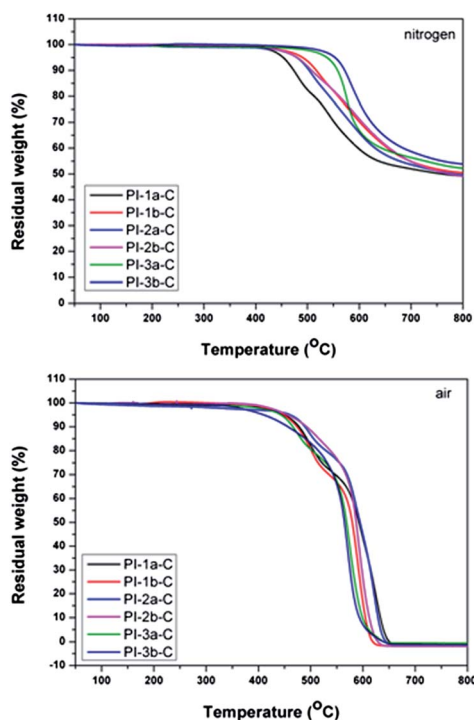 110
nitrogen
100
90
80
70
60
50
40
30
20
10
0
Residual weight (%)
PI-1a-C
PI-1b-C
PI-2a-C
PI-2b-C
PI-3a-C
PI-3b-C
100 200 300 400 500 600 700 800
Temperature (OC)
110
air
100
90
80
70
60
50
40
30
20
10
0
-10
Residual weight (%)
PI-1a-C
PI-1b-C
PI-2a-C
PI-2b-C
PI-3a-C
PI-3b-C
100 200 300 400 500 600 700 800
Temperature (OC)